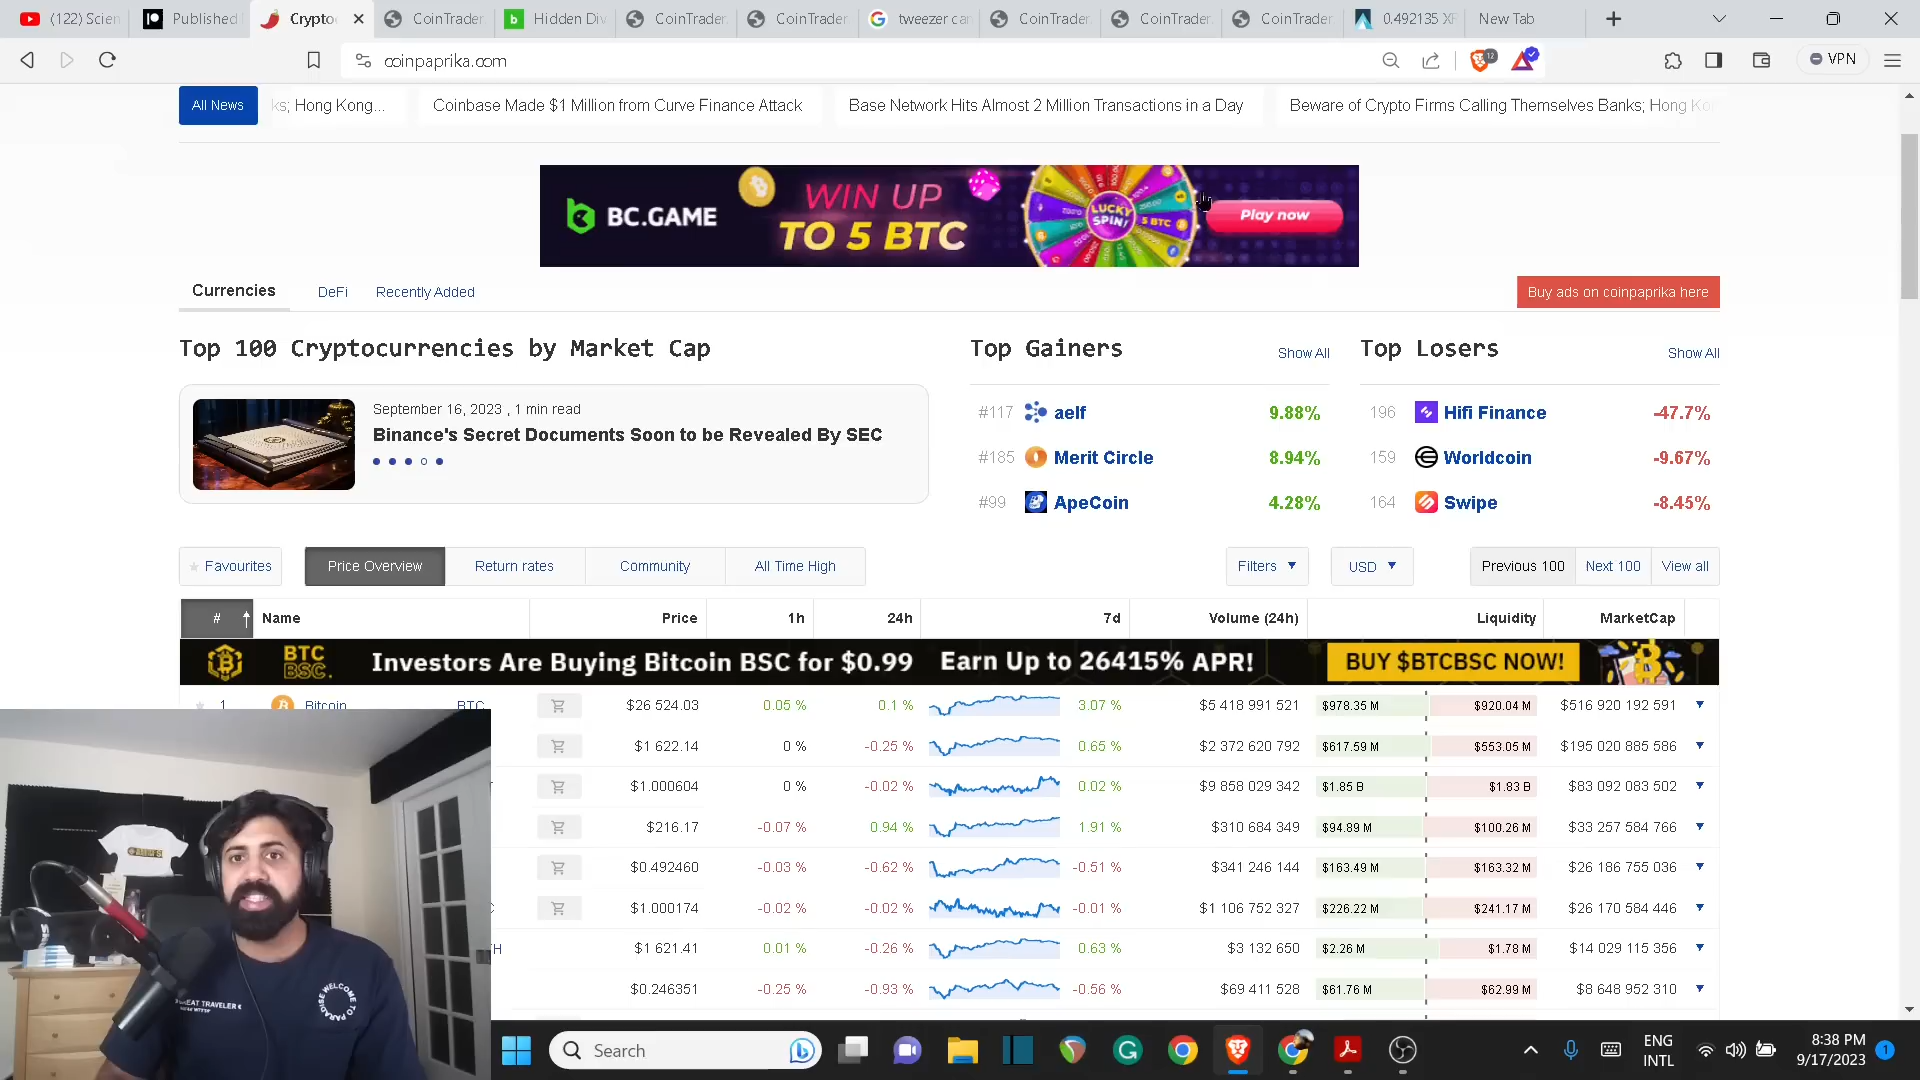 (122) Scien
Published
Crypto
CoinTrader
Hidden Div
CoinTrader
CoinTrader
tweezer can
CoinTrader
CoinTrader
CoinTrader
0.492135 XR
New Tab
coinpaprika.com
12
VPN
All News
ks; Hong Kong...
Coinbase Made $1 Million from Curve Finance Attack
Base Network Hits Almost 2 Million Transactions in a Day
Beware of Crypto Firms Calling Themselves Banks; Hong Ko
BC.GAME
WIN UP
TO 5 BTC
LUCKY
SPIN!
5 BTC
Play now
Currencies
DeFi
Recently Added
Buy ads on coinpaprika here
Top 100 Cryptocurrencies by Market Cap
September 16, 2023 , 1 min read
Binance's Secret Documents Soon to be Revealed By SEC
Top Gainers
Show All
#117 aelf 9.88%
#185 Merit Circle 8.94%
#99 ApeCoin 4.28%
Top Losers
Show All
196 Hifi Finance -47.7%
159 Worldcoin -9.67%
164 Swipe -8.45%
Favourites
Price Overview
Return rates
Community
All Time High
Filters
USD
Previous 100
Next 100
View all
# Name Price 1h 24h 7d Volume (24h) Liquidity MarketCap
BTC
BSC.
Investors Are Buying Bitcoin BSC for $0.99 Earn Up to 26415% APR!
BUY $BTCBSC NOW!
1 Bitcoin BTC $26 524.03 0.05 % 0.1 % 3.07 % $5 418 991 521 $978.35 M $920.04 M $516 920 192 591
$1 622.14 0 % -0.25 % 0.65 % $2 372 620 792 $617.59 M $553.05 M $195 020 885 586
$1.000604 0 % -0.02 % 0.02 % $9 858 029 342 $1.85 B $1.83 B $83 092 083 502
$216.17 -0.07 % 0.94 % 1.91 % $310 684 349 $94.89 M $100.26 M $33 257 584 766
$0.492460 -0.03 % -0.62 % -0.51 % $341 246 144 $163.49 M $163.32 M $26 186 755 036
$1.000174 -0.02 % -0.02 % -0.01 % $1 106 752 327 $226.22 M $241.17 M $26 170 584 446
TH $1 621.41 0.01 % -0.26 % 0.63 % $3 132 650 $2.26 M $1.78 M $14 029 115 356
$0.246351 -0.25 % -0.93 % -0.56 % $69 411 528 $61.76 M $62.99 M $8 648 952 310
GREAT TRAVELER
WELCOME TO PARADISE
Search
ENG
INTL
8:38 PM
9/17/2023
1